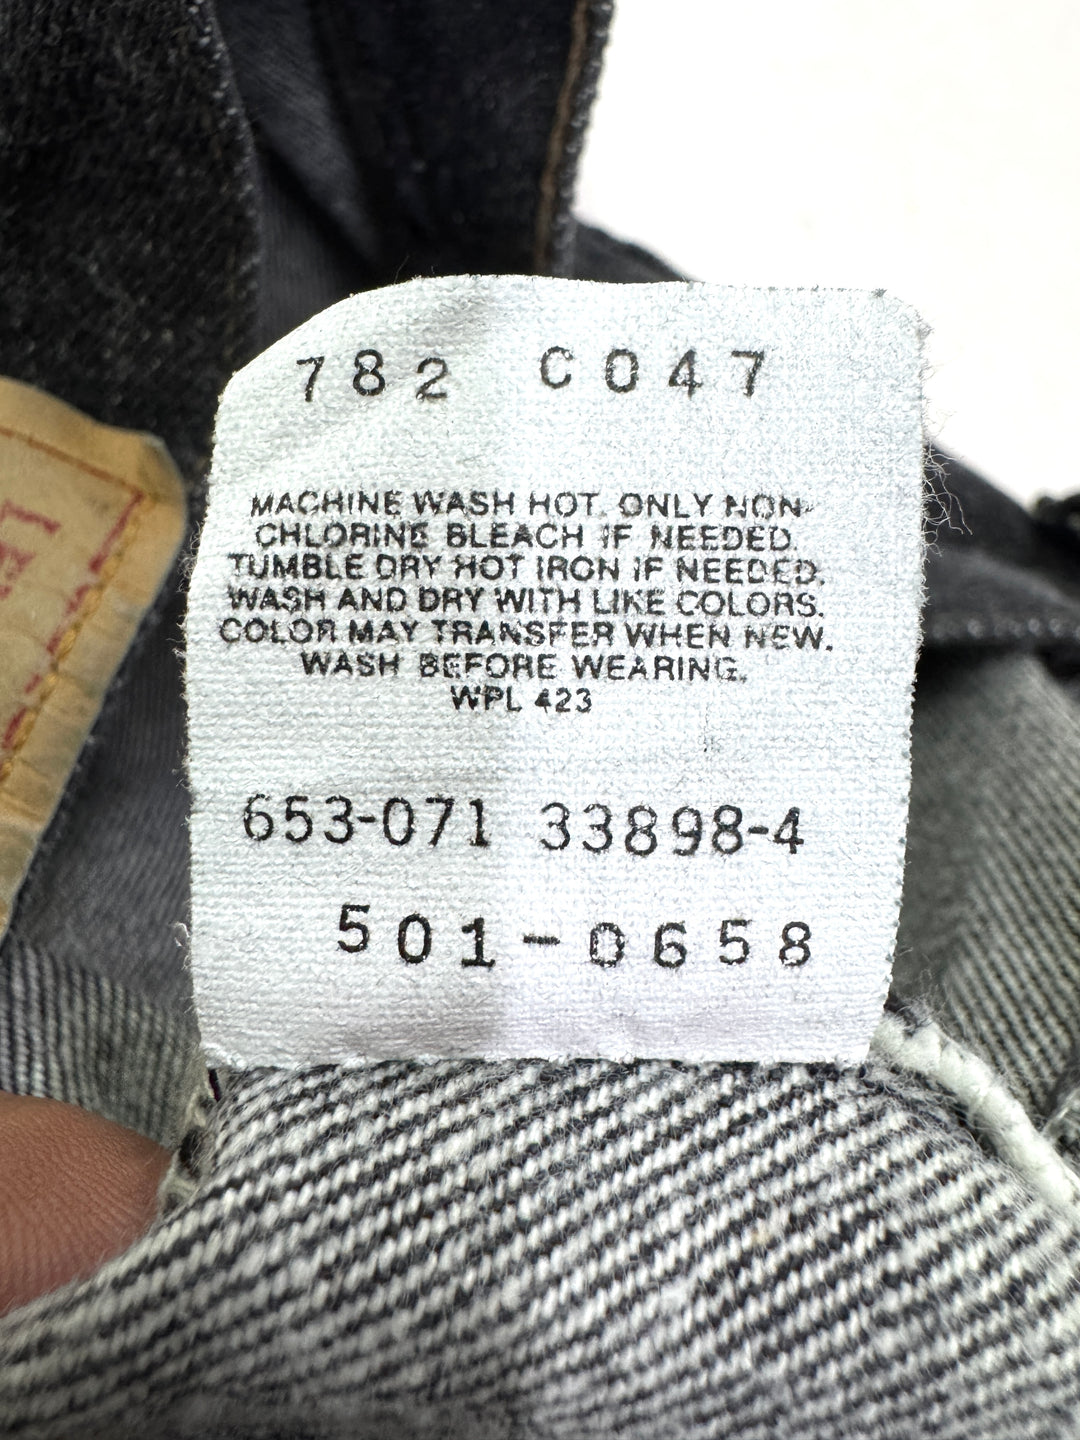 782 C047
MACHINE WASH HOT. ONLY NON-
CHLORINE BLEACH IF NEEDED.
TUMBLE DRY HOT IRON IF NEEDED.
WASH AND DRY WITH LIKE COLORS.
COLOR MAY TRANSFER WHEN NEW.
WASH BEFORE WEARING.
WPL 423
653-071 33898-4
501-0658
LE